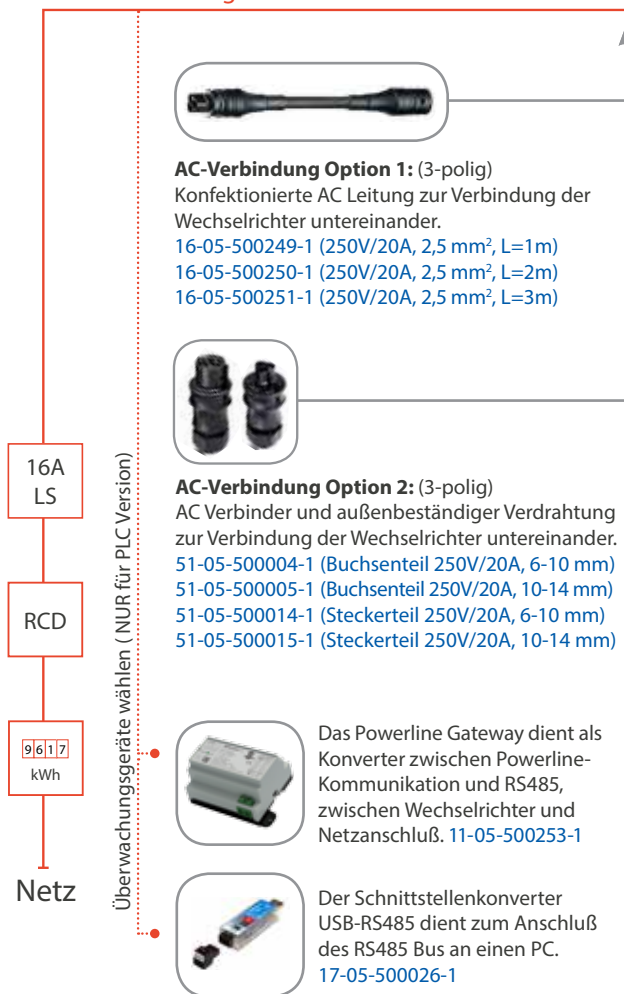 AC-Verbindung Option 1: (3-polig)
Konfektionierte AC Leitung zur Verbindung der
Wechselrichter untereinander.
16-05-500249-1 (250V/20A, 2,5 mm², L=1m)
16-05-500250-1 (250V/20A, 2,5 mm², L=2m)
16-05-500251-1 (250V/20A, 2,5 mm², L=3m)
AC-Verbindung Option 2: (3-polig)
AC Verbinder und außenbeständiger Verdrahtung
zur Verbindung der Wechselrichter untereinander.
51-05-500004-1 (Buchsenteil 250V/20A, 6-10 mm)
51-05-500005-1 (Buchsenteil 250V/20A, 10-14 mm)
51-05-500014-1 (Steckerteil 250V/20A, 6-10 mm)
51-05-500015-1 (Steckerteil 250V/20A, 10-14 mm)
16A
LS
RCD
9617
kWh
Netz
Überwachungsgeräte wählen ( NUR für PLC Version)
Das Powerline Gateway dient als
Konverter zwischen Powerline-
Kommunikation und RS485,
zwischen Wechselrichter und
Netzanschluß. 11-05-500253-1
Der Schnittstellenkonverter
USB-RS485 dient zum Anschluß
des RS485 Bus an einen PC.
17-05-500026-1